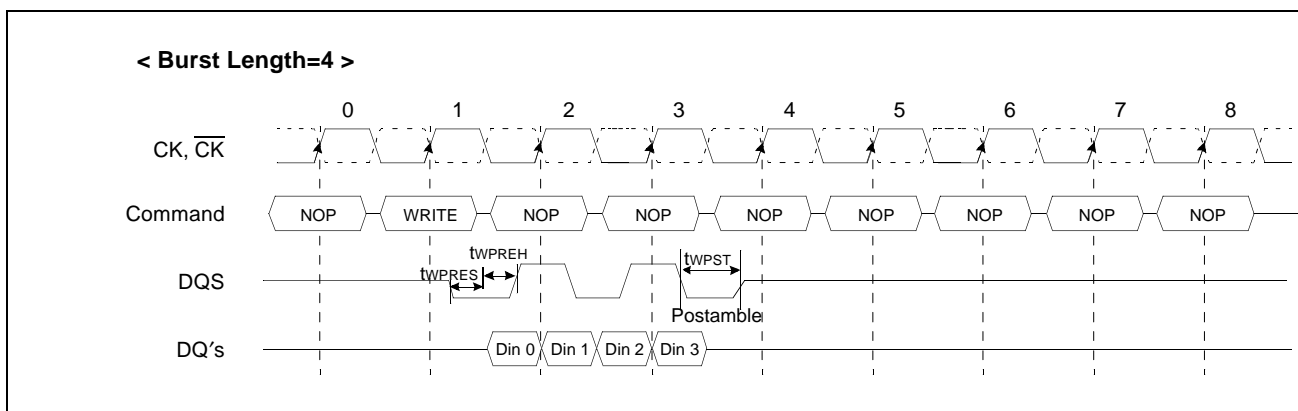 < Burst Length=4 >
0 1 2 3 4 5 6 7 8
CK, C̅K̅
Command NOP WRITE NOP NOP NOP NOP NOP NOP NOP
tWPREH
tWPRES
tWPST
DQS
Postamble
DQ′s Din 0 Din 1 Din 2 Din 3